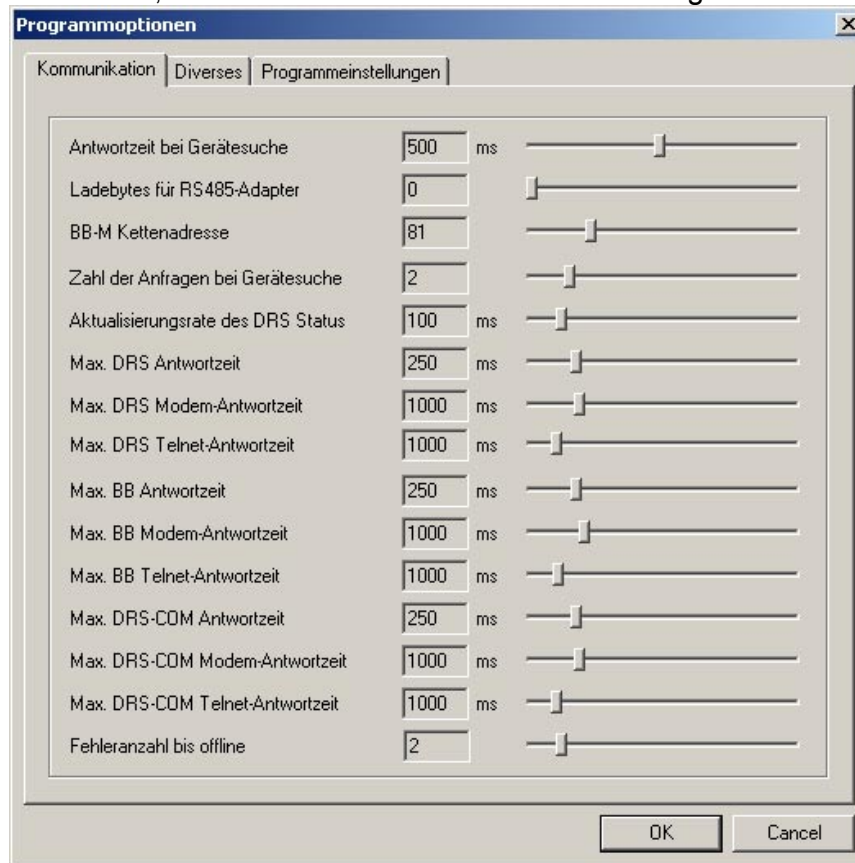 Programmoptionen
Kommunikation Diverses Programmeinstellungen
Antwortzeit bei Gerätesuche 500 ms
Ladebytes für RS485-Adapter 0
BB-M Kettenadresse 81
Zahl der Anfragen bei Gerätesuche 2
Aktualisierungsrate des DRS Status 100 ms
Max. DRS Antwortzeit 250 ms
Max. DRS Modem-Antwortzeit 1000 ms
Max. DRS Telnet-Antwortzeit 1000 ms
Max. BB Antwortzeit 250 ms
Max. BB Modem-Antwortzeit 1000 ms
Max. BB Telnet-Antwortzeit 1000 ms
Max. DRS-COM Antwortzeit 250 ms
Max. DRS-COM Modem-Antwortzeit 1000 ms
Max. DRS-COM Telnet-Antwortzeit 1000 ms
Fehleranzahl bis offline 2
OK Cancel